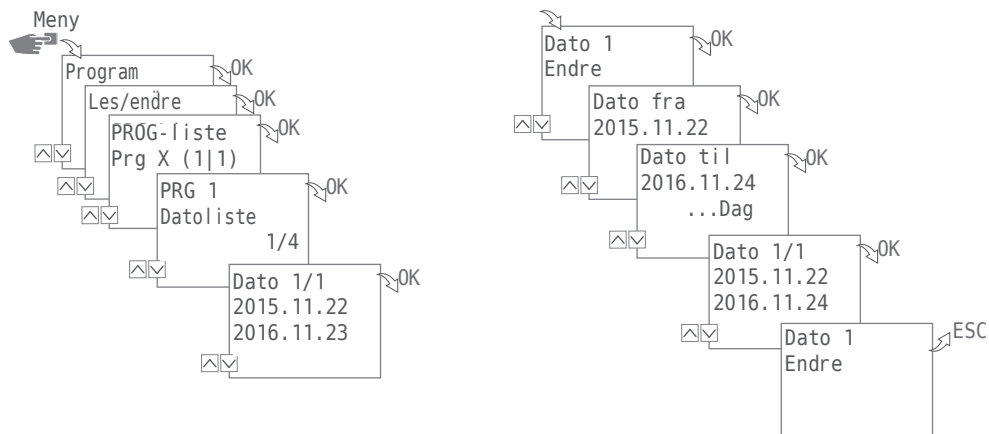 Meny
Program
OK
Les/endre
OK
PROG-liste
OK
Prg X (1|1)
PRG 1
OK
Datoliste
1/4
Dato 1/1
OK
2015.11.22
2016.11.23
Dato 1
OK
Endre
Dato fra
OK
2015.11.22
Dato til
OK
2016.11.24
...Dag
Dato 1/1
OK
2015.11.22
2016.11.24
Dato 1
ESC
Endre